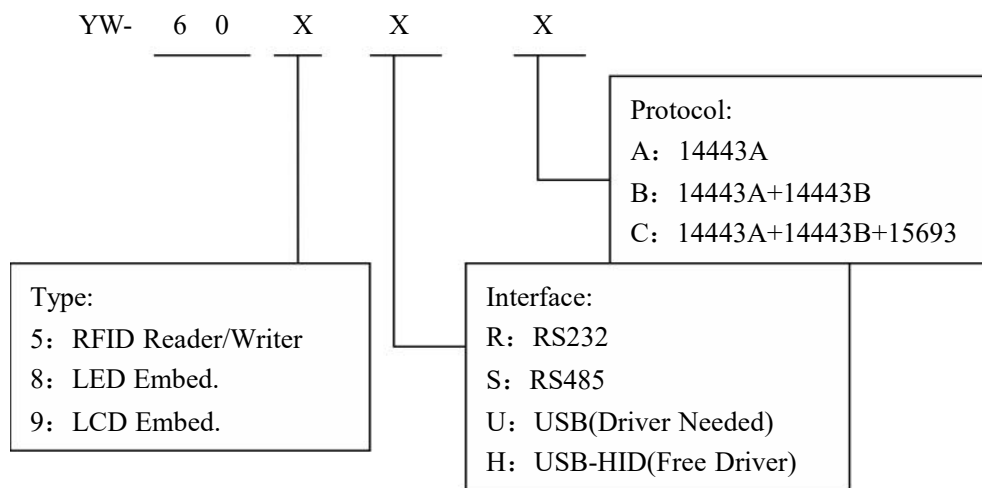 YW- 6 0 X X X
Protocol:
A：14443A
B：14443A+14443B
C：14443A+14443B+15693
Type:
5：RFID Reader/Writer
8：LED Embed.
9：LCD Embed.
Interface:
R：RS232
S：RS485
U：USB(Driver Needed)
H：USB-HID(Free Driver)